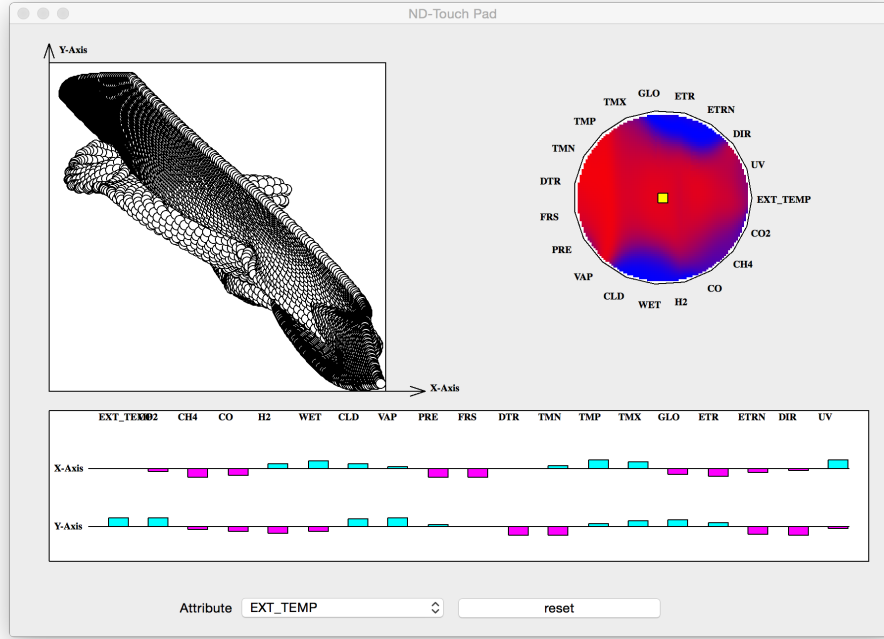 ND-Touch Pad
Y-Axis
X-Axis
GLO
ETR
ETRN
DIR
UV
EXT_TEMP
CO2
CH4
CO
H2
WET
CLD
VAP
PRE
FRS
DTR
TMN
TMP
TMX
EXT_TEMP CO2 CH4 CO H2 WET CLD VAP PRE FRS DTR TMN TMP TMX GLO ETR ETRN DIR UV
X-Axis
Y-Axis
Attribute EXT_TEMP reset